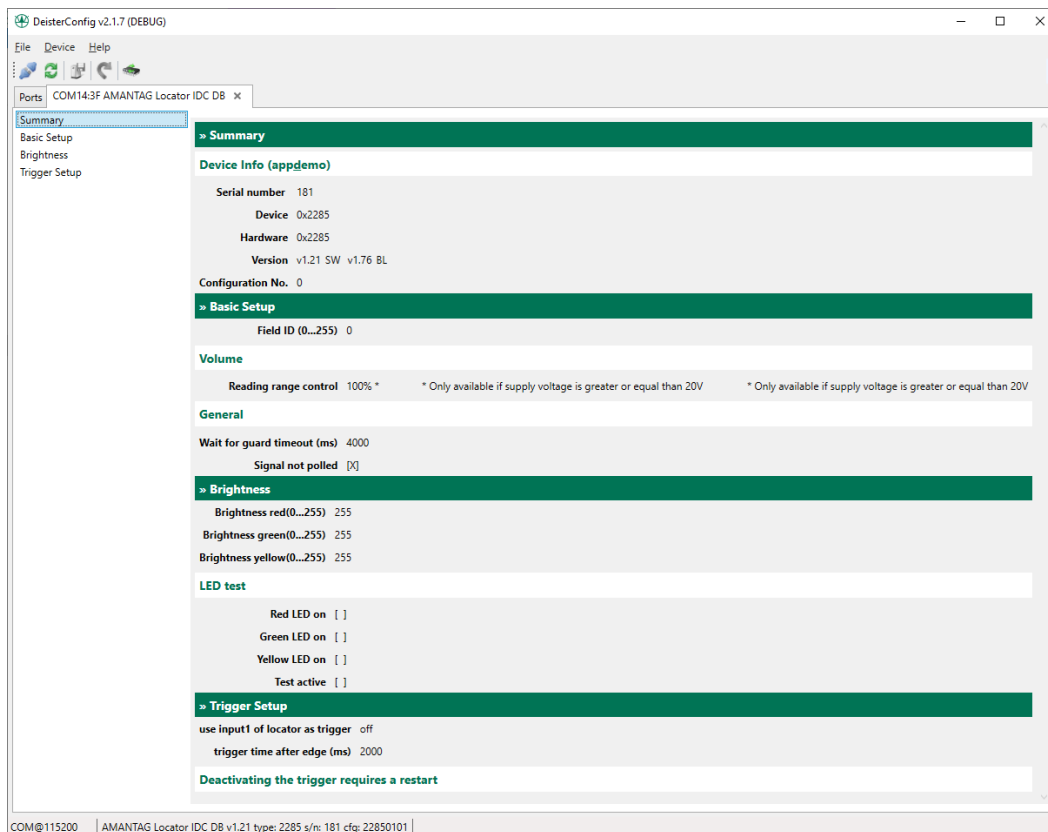 DeisterConfig v2.1.7 (DEBUG)
File Device Help
Ports COM14:3F AMANTAG Locator IDC DB
Summary
Basic Setup
Brightness
Trigger Setup
» Summary
Device Info (appdemo)
Serial number 181
Device 0x2285
Hardware 0x2285
Version v1.21 SW v1.76 BL
Configuration No. 0
» Basic Setup
Field ID (0...255) 0
Volume
Reading range control 100% * * Only available if supply voltage is greater or equal than 20V * Only available if supply voltage is greater or equal than 20V
General
Wait for guard timeout (ms) 4000
Signal not polled [X]
» Brightness
Brightness red(0...255) 255
Brightness green(0...255) 255
Brightness yellow(0...255) 255
LED test
Red LED on [ ]
Green LED on [ ]
Yellow LED on [ ]
Test active [ ]
» Trigger Setup
use input1 of locator as trigger off
trigger time after edge (ms) 2000
Deactivating the trigger requires a restart
COM@115200 AMANTAG Locator IDC DB v1.21 type: 2285 s/n: 181 cfg: 22850101